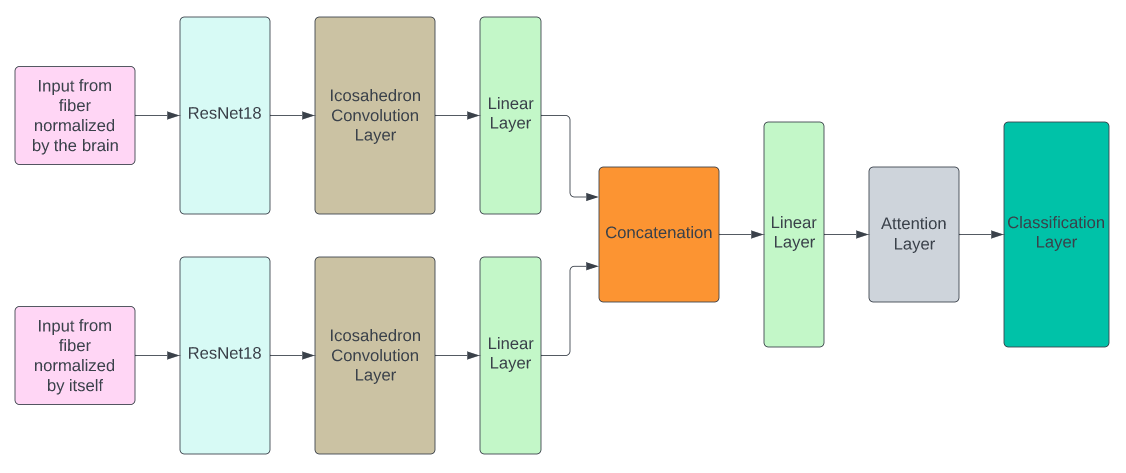 Input from
fiber
normalized
by the brain
ResNet18
Icosahedron
Convolution
Layer
Linear
Layer
Input from
fiber
normalized
by itself
ResNet18
Icosahedron
Convolution
Layer
Linear
Layer
Concatenation
Linear
Layer
Attention
Layer
Classification
Layer